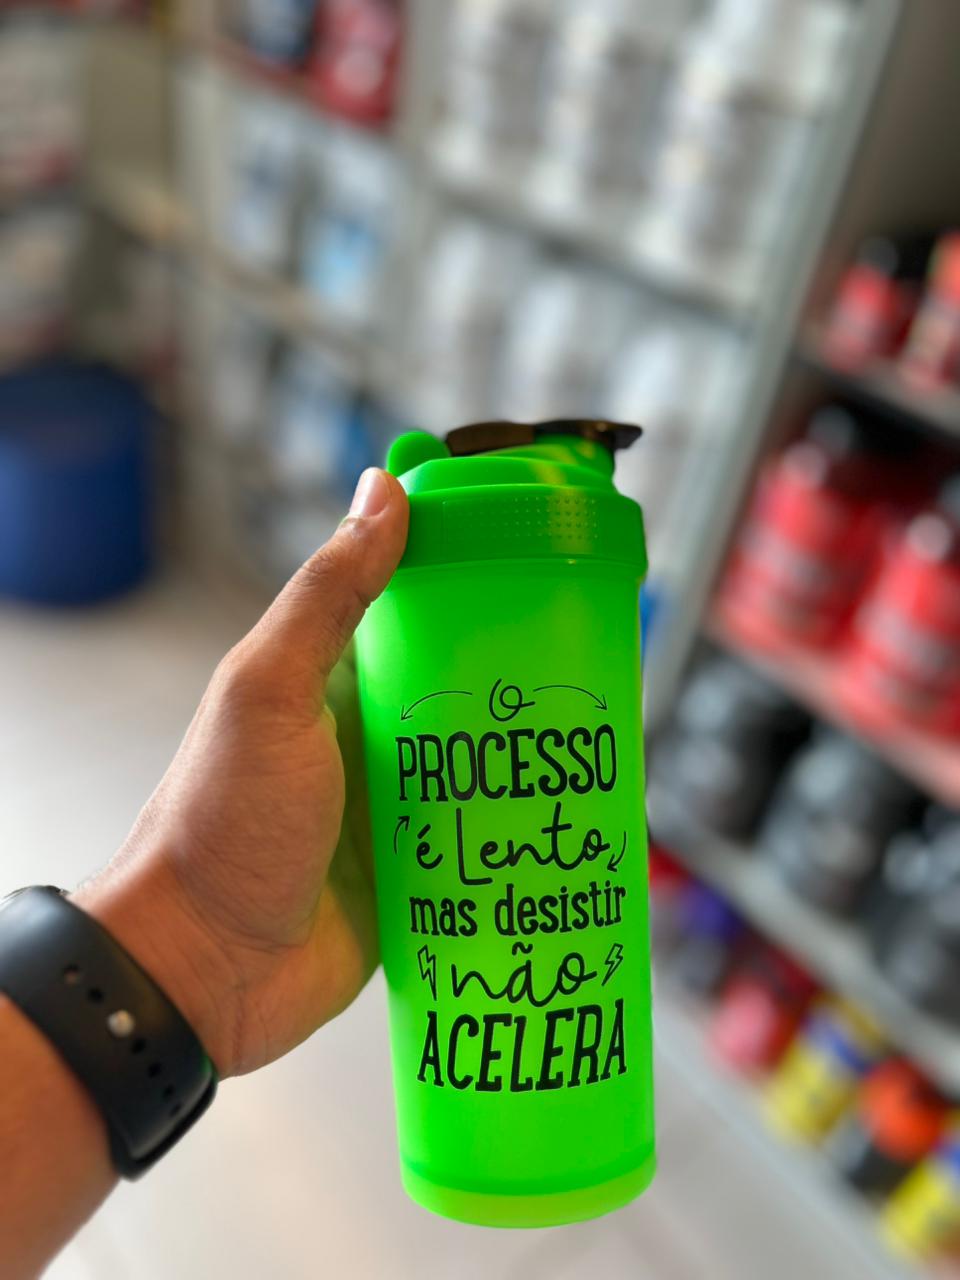 O
PROCESSO
é Lento
mas desistir
não
ACELERA